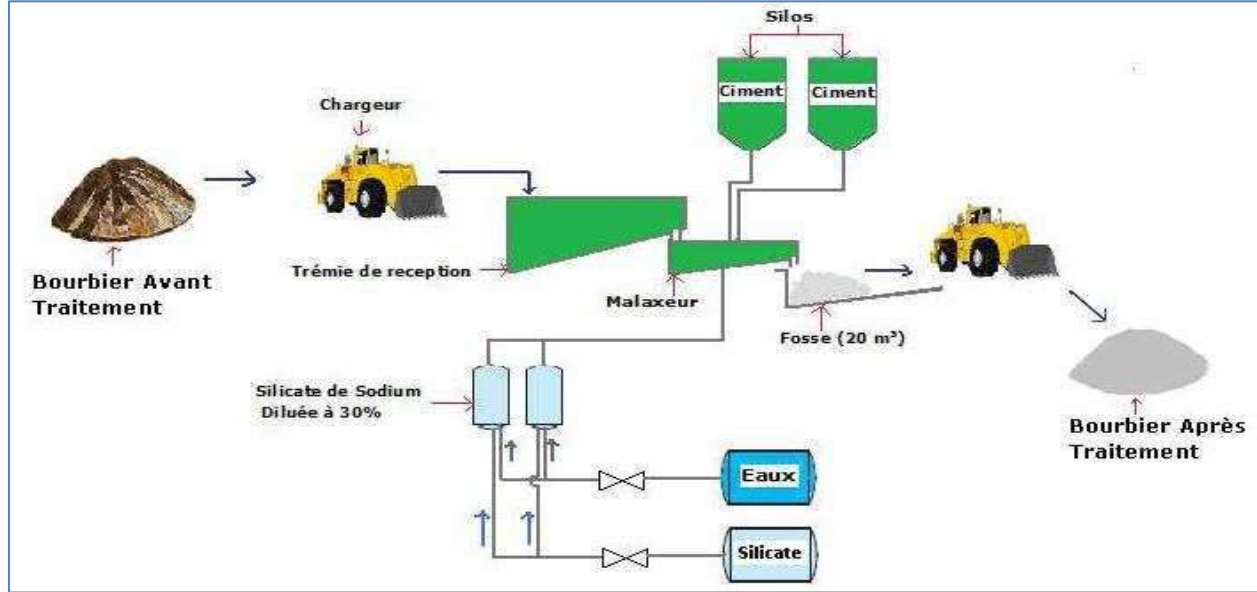 Silos
Ciment
Ciment
Chargeur
Trémie de reception
Bourbier Avant
Traitement
Malaxeur
Fosse (20 m³)
Silicate de Sodium
Diluée à 30%
Bourbier Après
Traitement
Eaux
Silicate